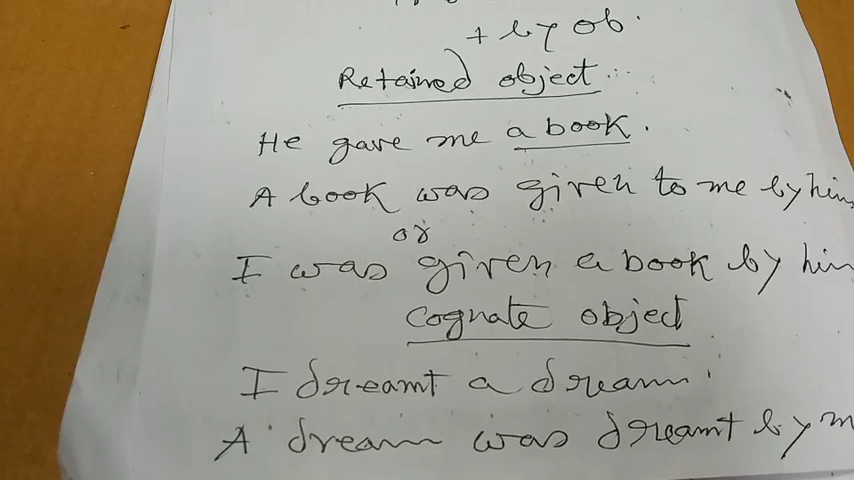 + by ob.
Retained object
He gave me a book.
A book was given to me by him
or
I was given a book by him
Cognate object
I dreamt a dream.
A dream was dreamt by m